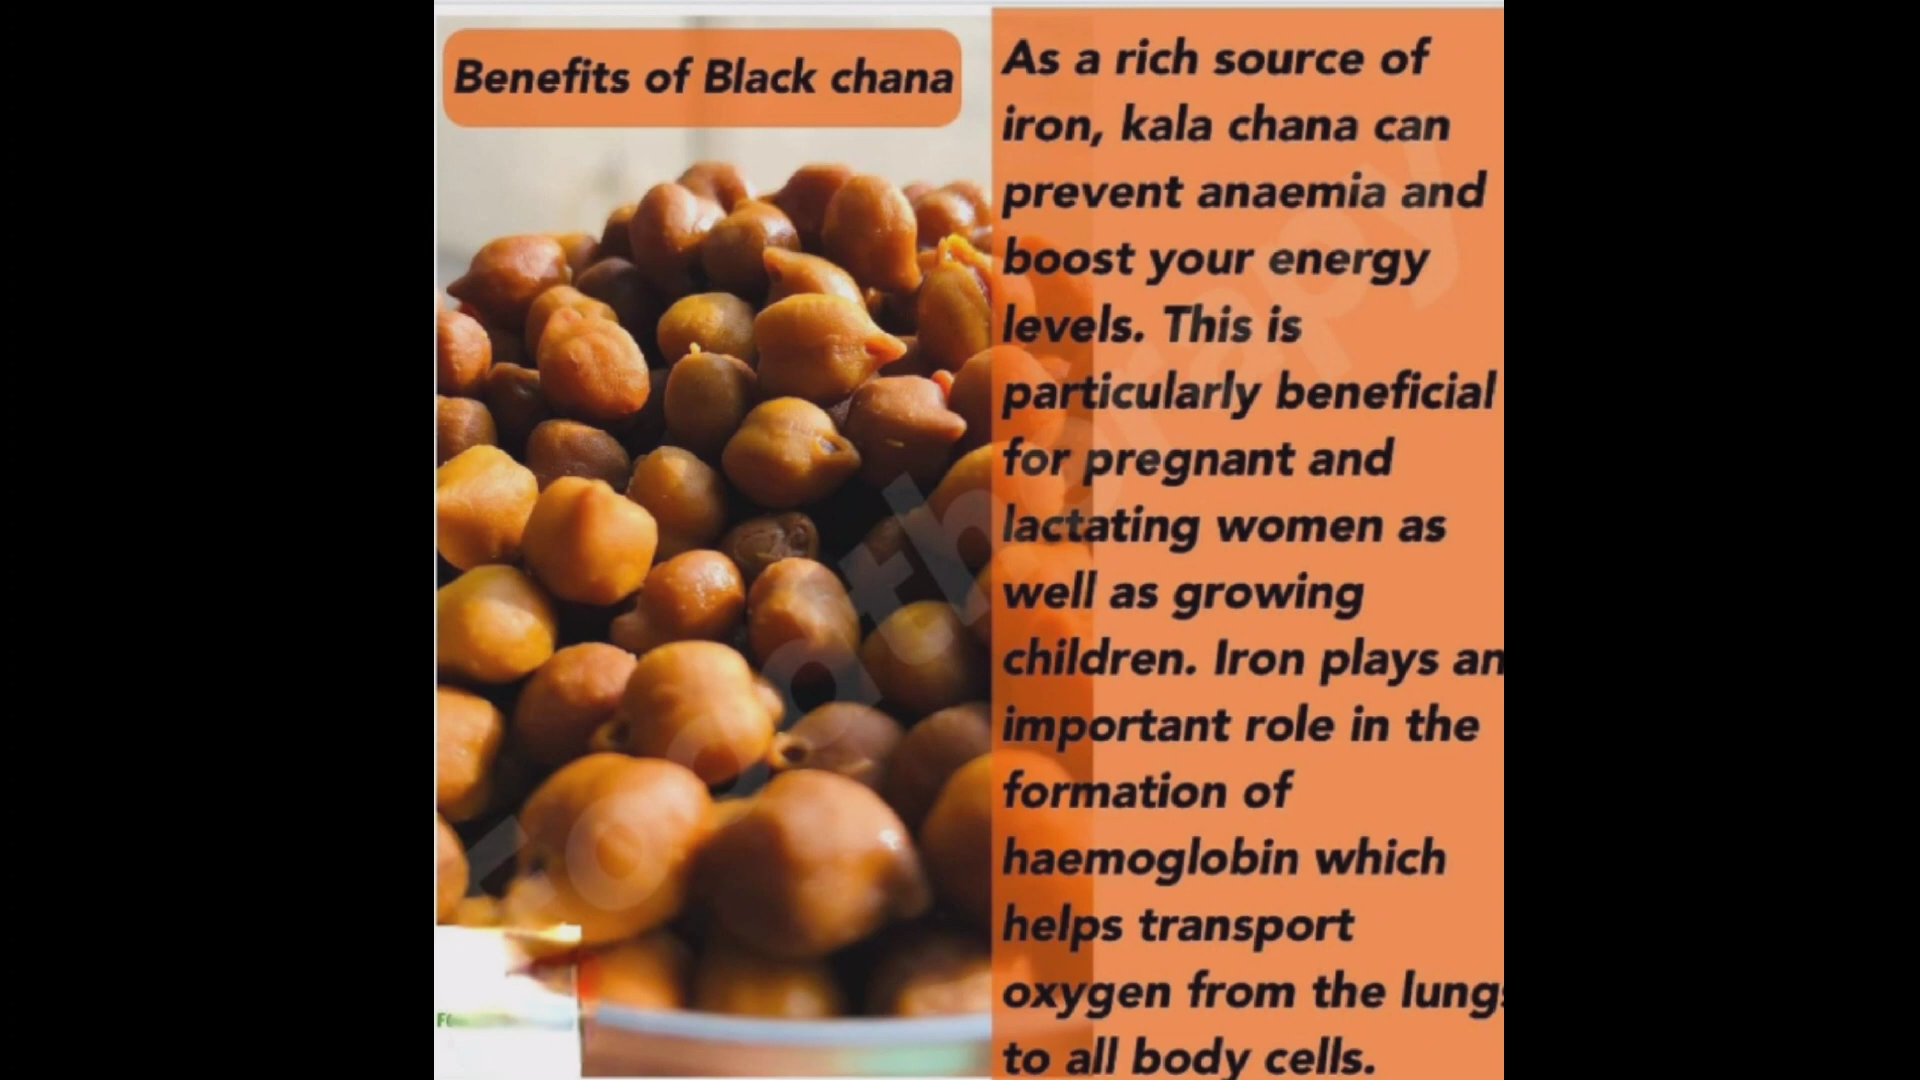 Benefits of Black chana
As a rich source of
iron, kala chana can
prevent anaemia and
boost your energy
levels. This is
particularly beneficial
for pregnant and
lactating women as
well as growing
children. Iron plays an
important role in the
formation of
haemoglobin which
helps transport
oxygen from the lungs
to all body cells.
Foodtherapy